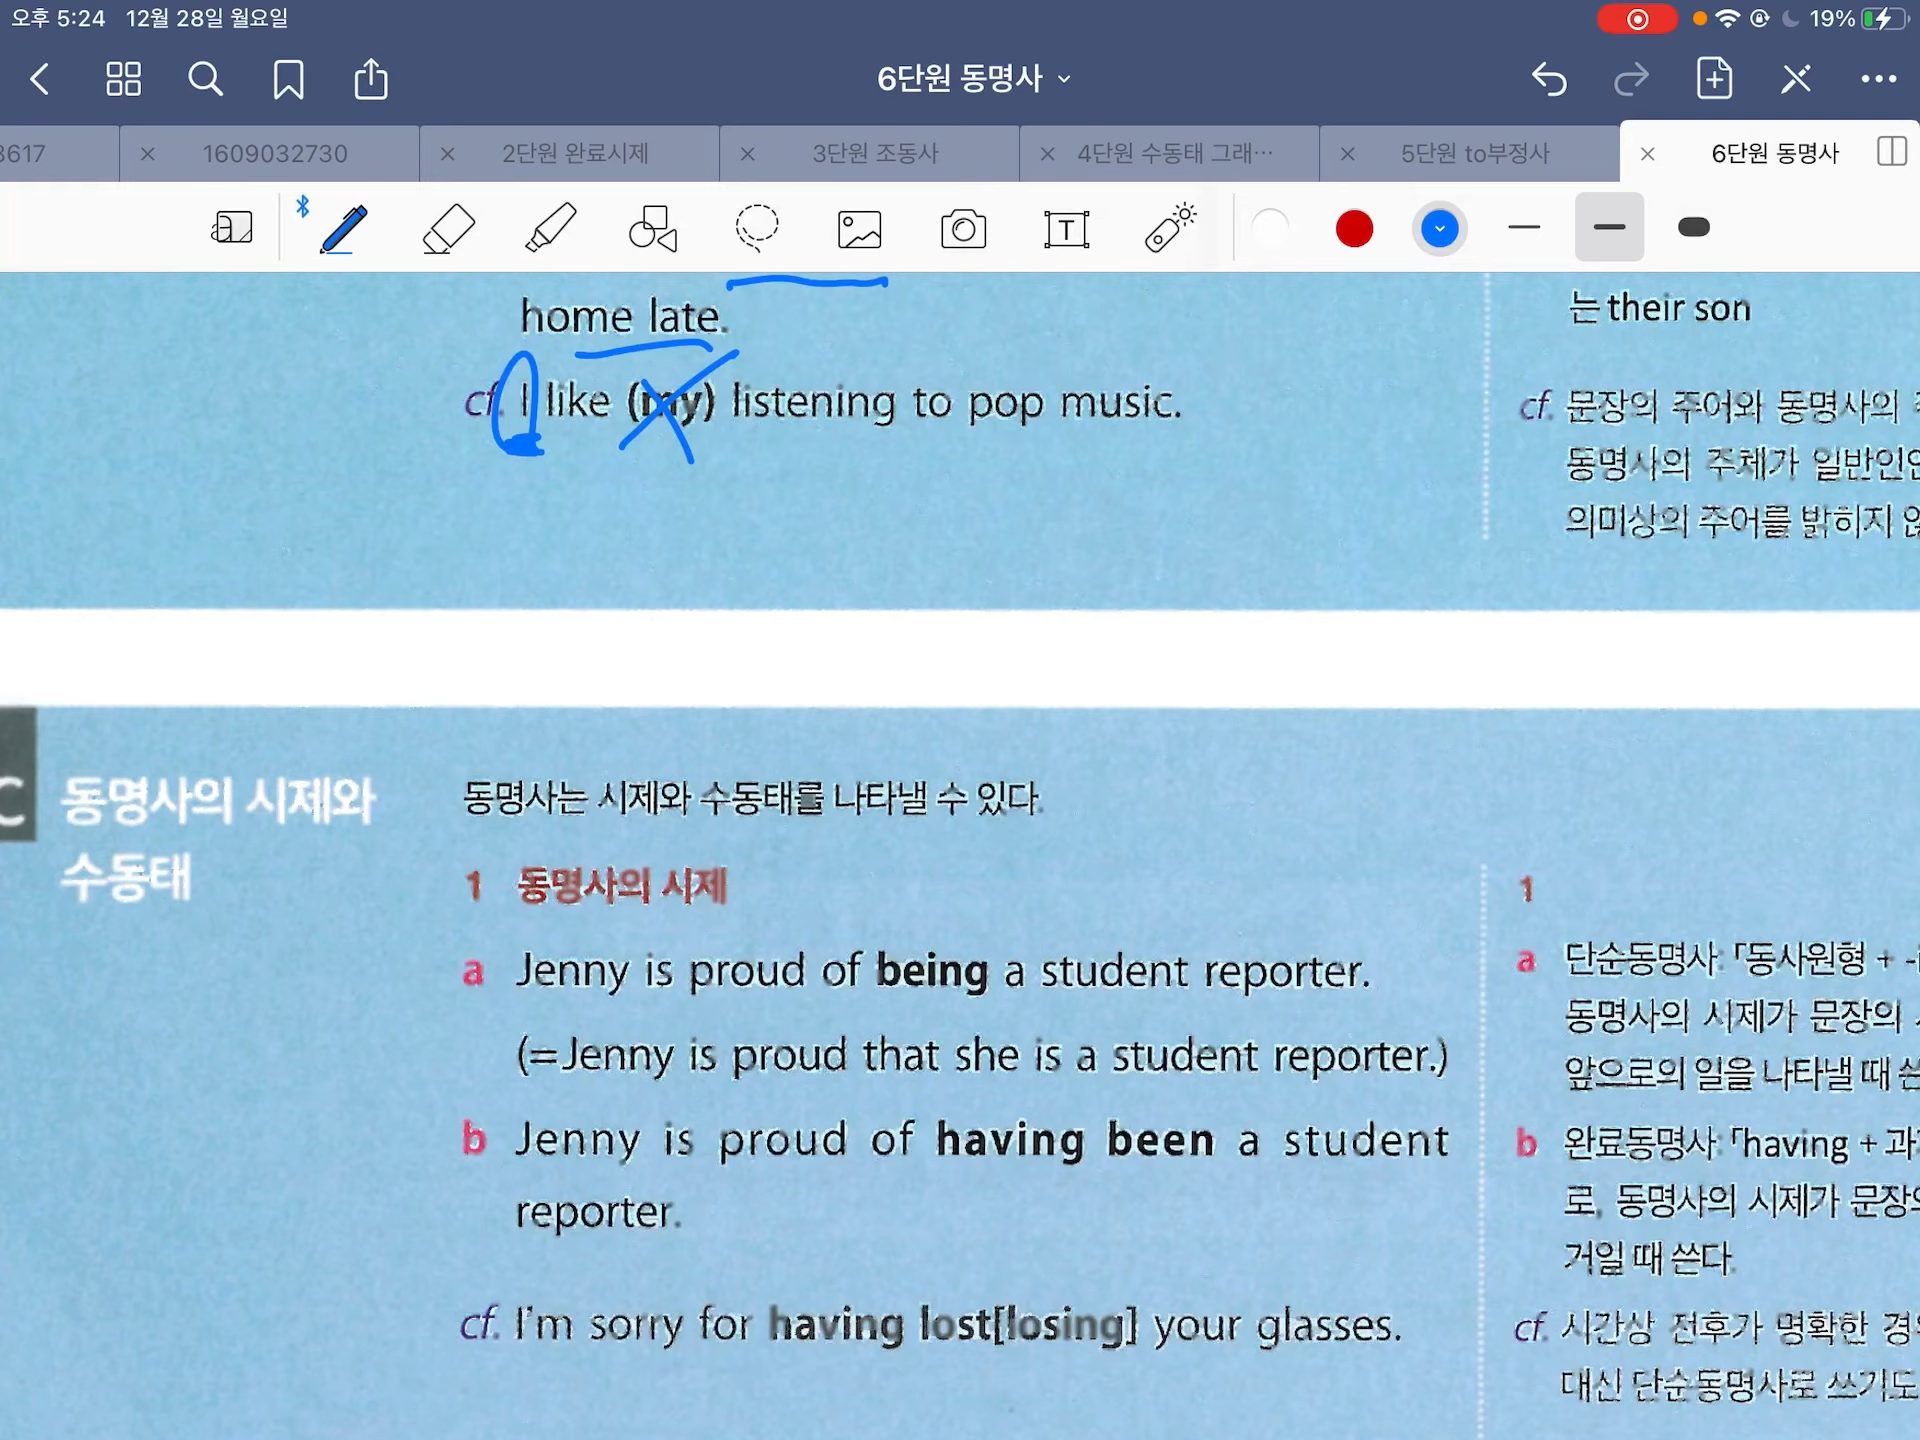 오후 5:24 12월 28일 월요일
19%
6단원 동명사
3617
1609032730
2단원 완료시제
3단원 조동사
4단원 수동태 그래…
5단원 to부정사
6단원 동명사
home late.
cf. I like (my) listening to pop music.
는 their son
cf. 문장의 주어와 동명사의
동명사의 주체가 일반인인
의미상의 주어를 밝히지
C 동명사의 시제와
수동태
동명사는 시제와 수동태를 나타낼 수 있다.
1 동명사의 시제
a Jenny is proud of being a student reporter.
(=Jenny is proud that she is a student reporter.)
b Jenny is proud of having been a student
reporter.
cf. I'm sorry for having lost[losing] your glasses.
1
a 단순동명사: 「동사원형 + -i
동명사의 시제가 문장의
앞으로의 일을 나타낼 때
b 완료동명사: 「having + 과
로, 동명사의 시제가 문장의
거일 때 쓴다.
cf. 시간상 전후가 명확한
대신 단순동명사로 쓰기도